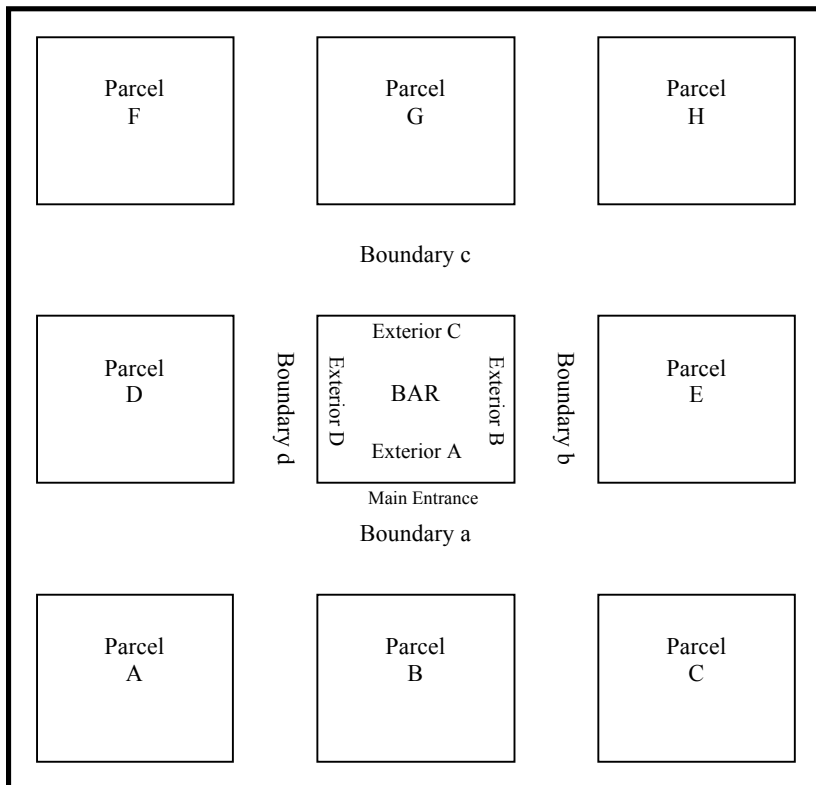 Parcel
F
Parcel
G
Parcel
H
Boundary c
Parcel
D
Boundary d
Exterior C
Exterior D
BAR
Exterior B
Exterior A
Main Entrance
Boundary b
Parcel
E
Boundary a
Parcel
A
Parcel
B
Parcel
C